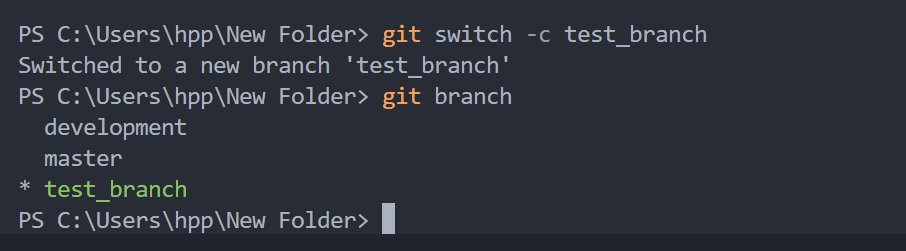 PS C:\Users\hpp\New Folder> git switch -c test_branch
Switched to a new branch 'test_branch'
PS C:\Users\hpp\New Folder> git branch
  development
  master
* test_branch
PS C:\Users\hpp\New Folder>